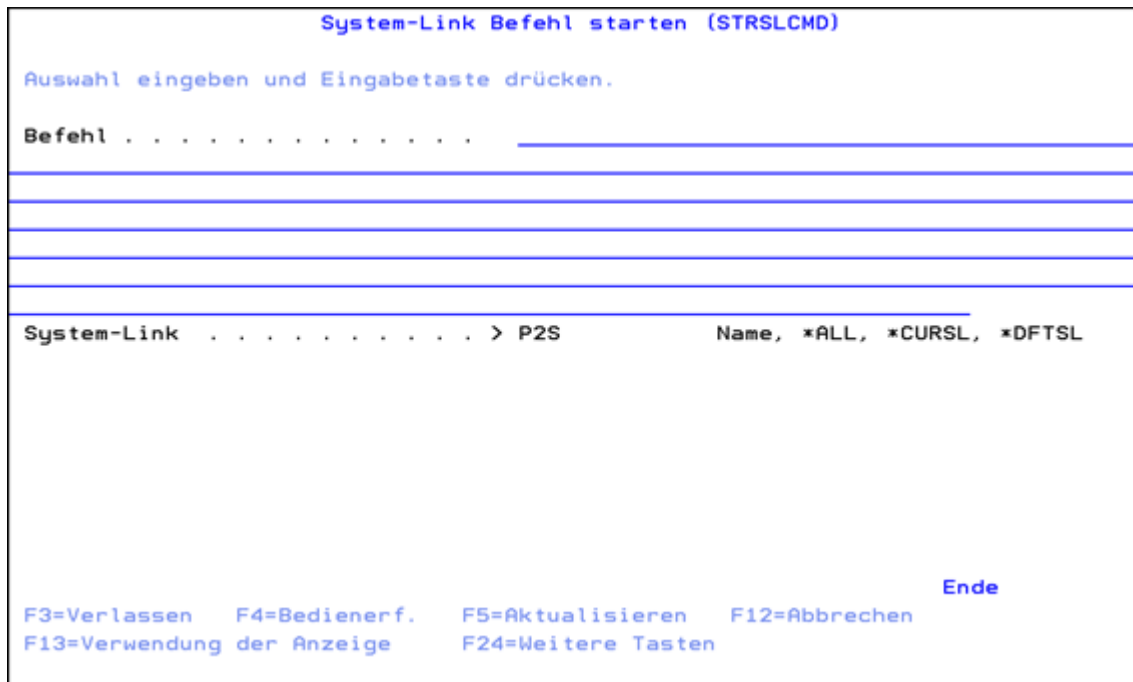 System-Link Befehl starten (STRSLCMD)
Auswahl eingeben und Eingabetaste drücken.
Befehl . . . . . . . . . . . . .
System-Link . . . . . . . . . . > P2S Name, *ALL, *CURSL, *DFTSL
Ende
F3=Verlassen F4=Bedienerf. F5=Aktualisieren F12=Abbrechen
F13=Verwendung der Anzeige F24=Weitere Tasten